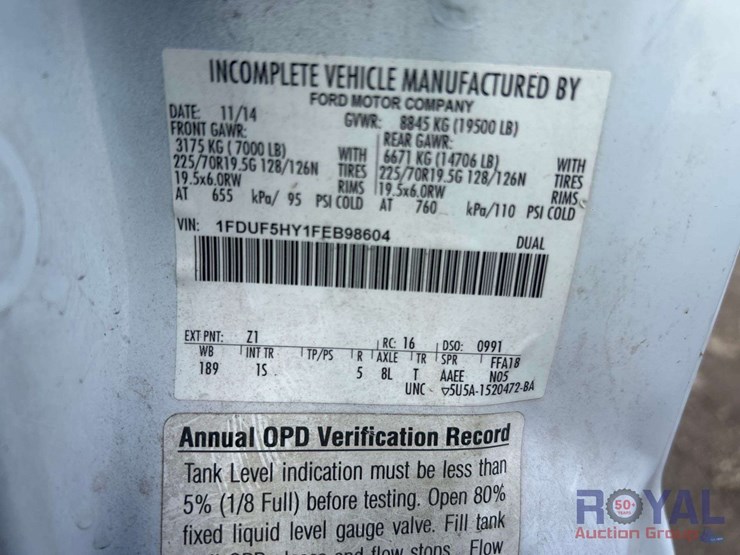 INCOMPLETE VEHICLE MANUFACTURED BY
FORD MOTOR COMPANY
DATE: 11/14 GVWR: 8845 KG (19500 LB)
FRONT GAWR: REAR GAWR:
3175 KG (7000 LB) WITH 6671 KG (14706 LB) WITH
225/70R19.5G 128/126N TIRES 225/70R19.5G 128/126N TIRES
19.5x6.0RW RIMS 19.5x6.0RW RIMS
AT 655 kPa/ 95 PSI COLD AT 760 kPa/110 PSI COLD
VIN: 1FDUF5HY1FEB98604 DUAL
EXT PNT: Z1 RC: 16 DSO: 0991
WB INT TR TP/PS R AXLE TR SPR FFA18
189 1S 5 8L T AAEE N05
UNC ▽5U5A-1520472-BA
Annual OPD Verification Record
Tank Level indication must be less than
5% (1/8 Full) before testing. Open 80%
fixed liquid level gauge valve. Fill tank
and flow stops. Flow
ROYAL
50+
YEARS
Auction Group